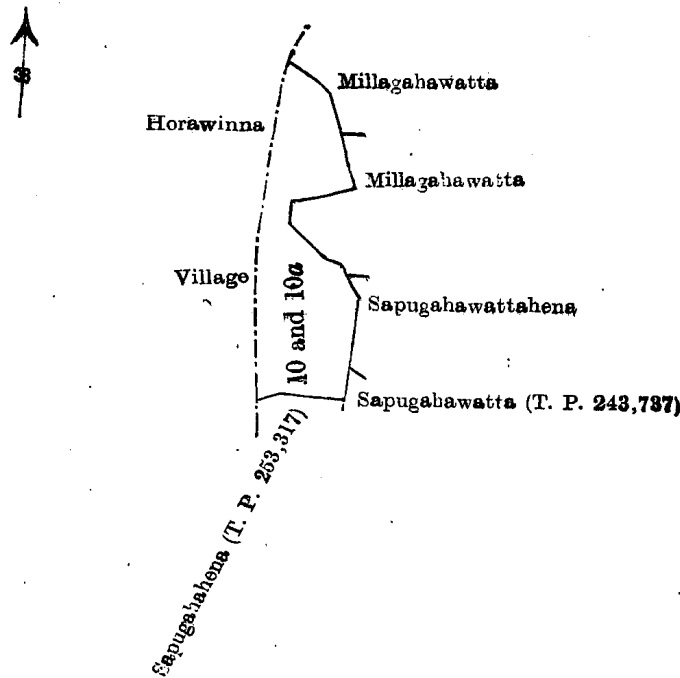 Millagahawatta
Horawinna
Millagahawatta
Village
10 and 10a
Sapugahawattahena
Sapugahawatta (T. P. 243,737)
Sapugahahena (T. P. 253,317)